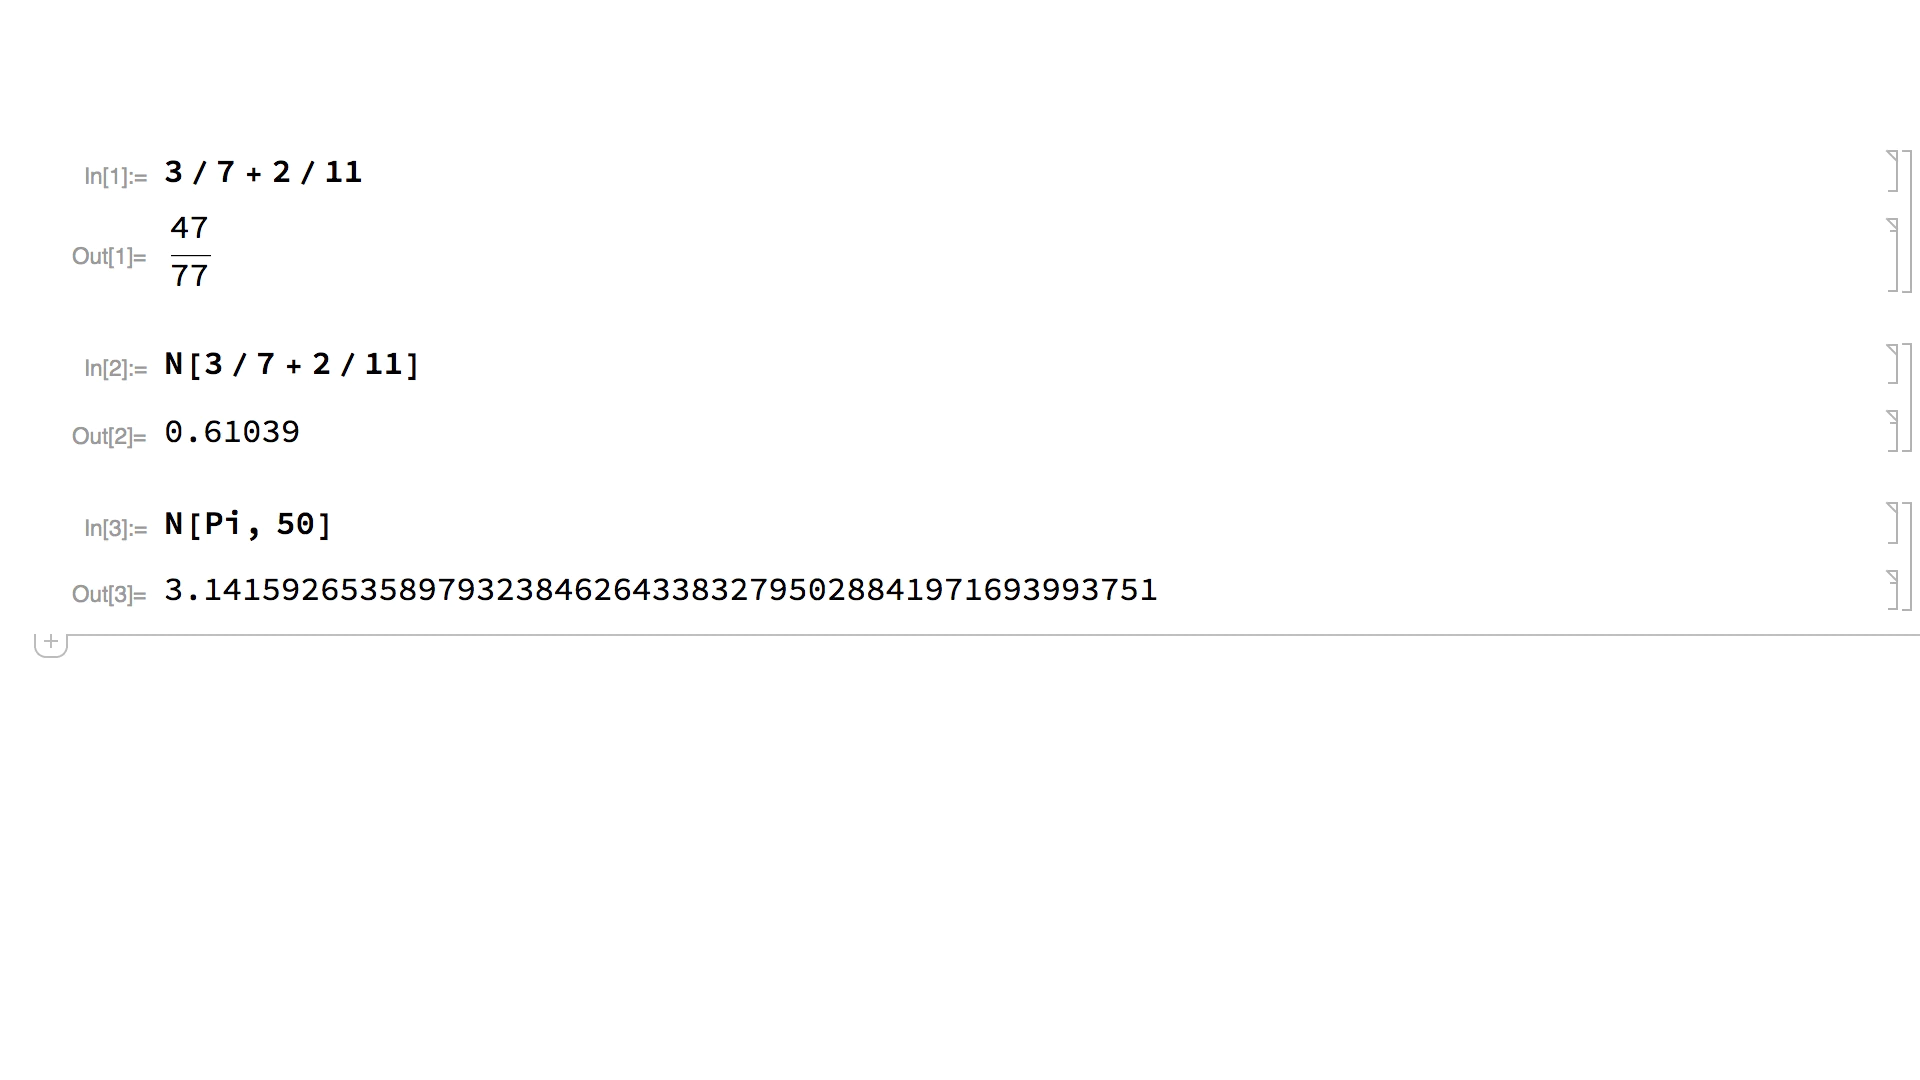 In[1]:= 3 / 7 + 2 / 11
47
Out[1]=
77
In[2]:= N[3 / 7 + 2 / 11]
Out[2]= 0.61039
In[3]:= N[Pi, 50]
Out[3]= 3.1415926535897932384626433832795028841971693993751
+